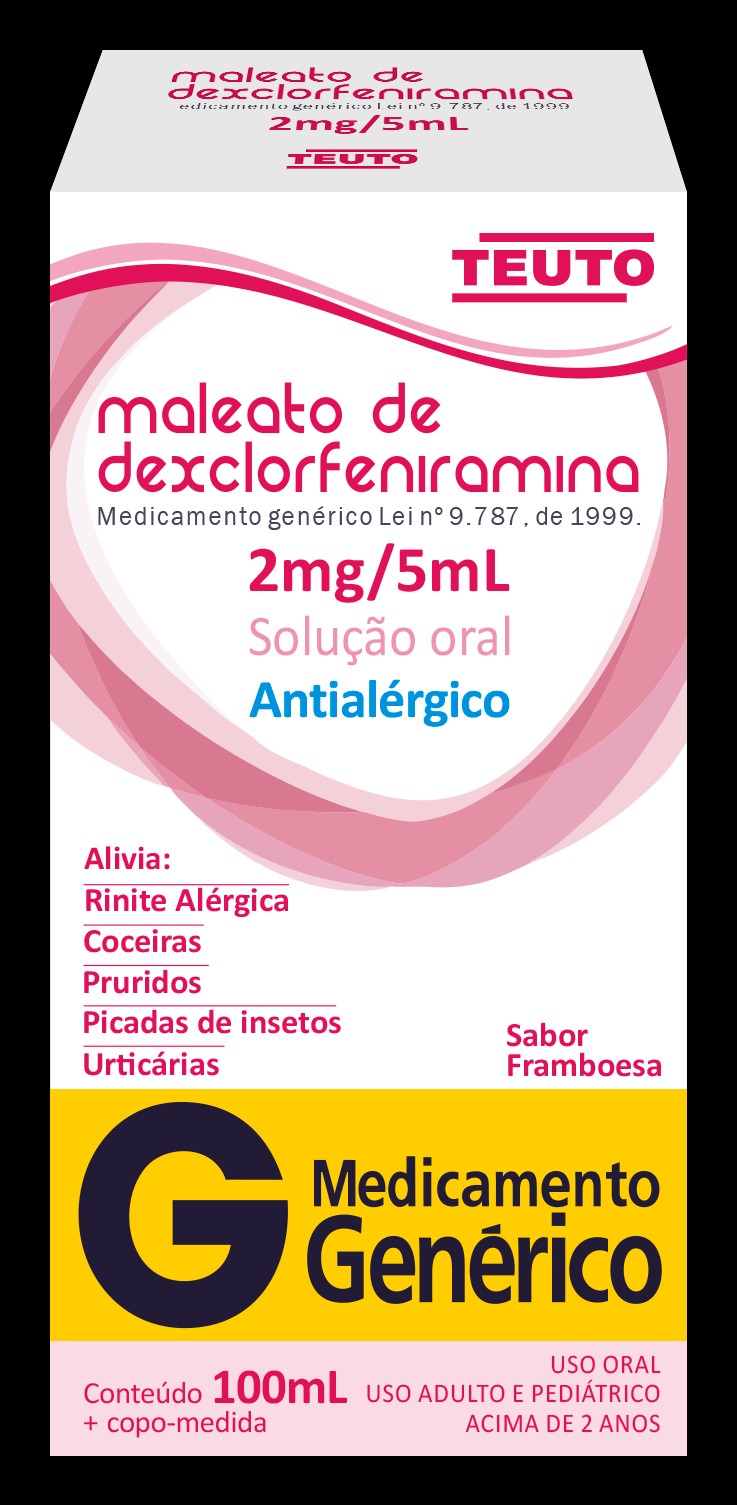 maleato de
dexclorfeniramina
edicamento genérico Lei nº 9.787, de 1999
2mg/5mL
TEUTO
TEUTO
maleato de
dexclorfeniramina
Medicamento genérico Lei nº 9.787, de 1999.
2mg/5mL
Solução oral
Antialérgico
Alivia:
Rinite Alérgica
Coceiras
Pruridos
Picadas de insetos
Urticárias
Sabor
Framboesa
G Medicamento
Genérico
Conteúdo 100mL
+ copo-medida
USO ORAL
USO ADULTO E PEDIÁTRICO
ACIMA DE 2 ANOS